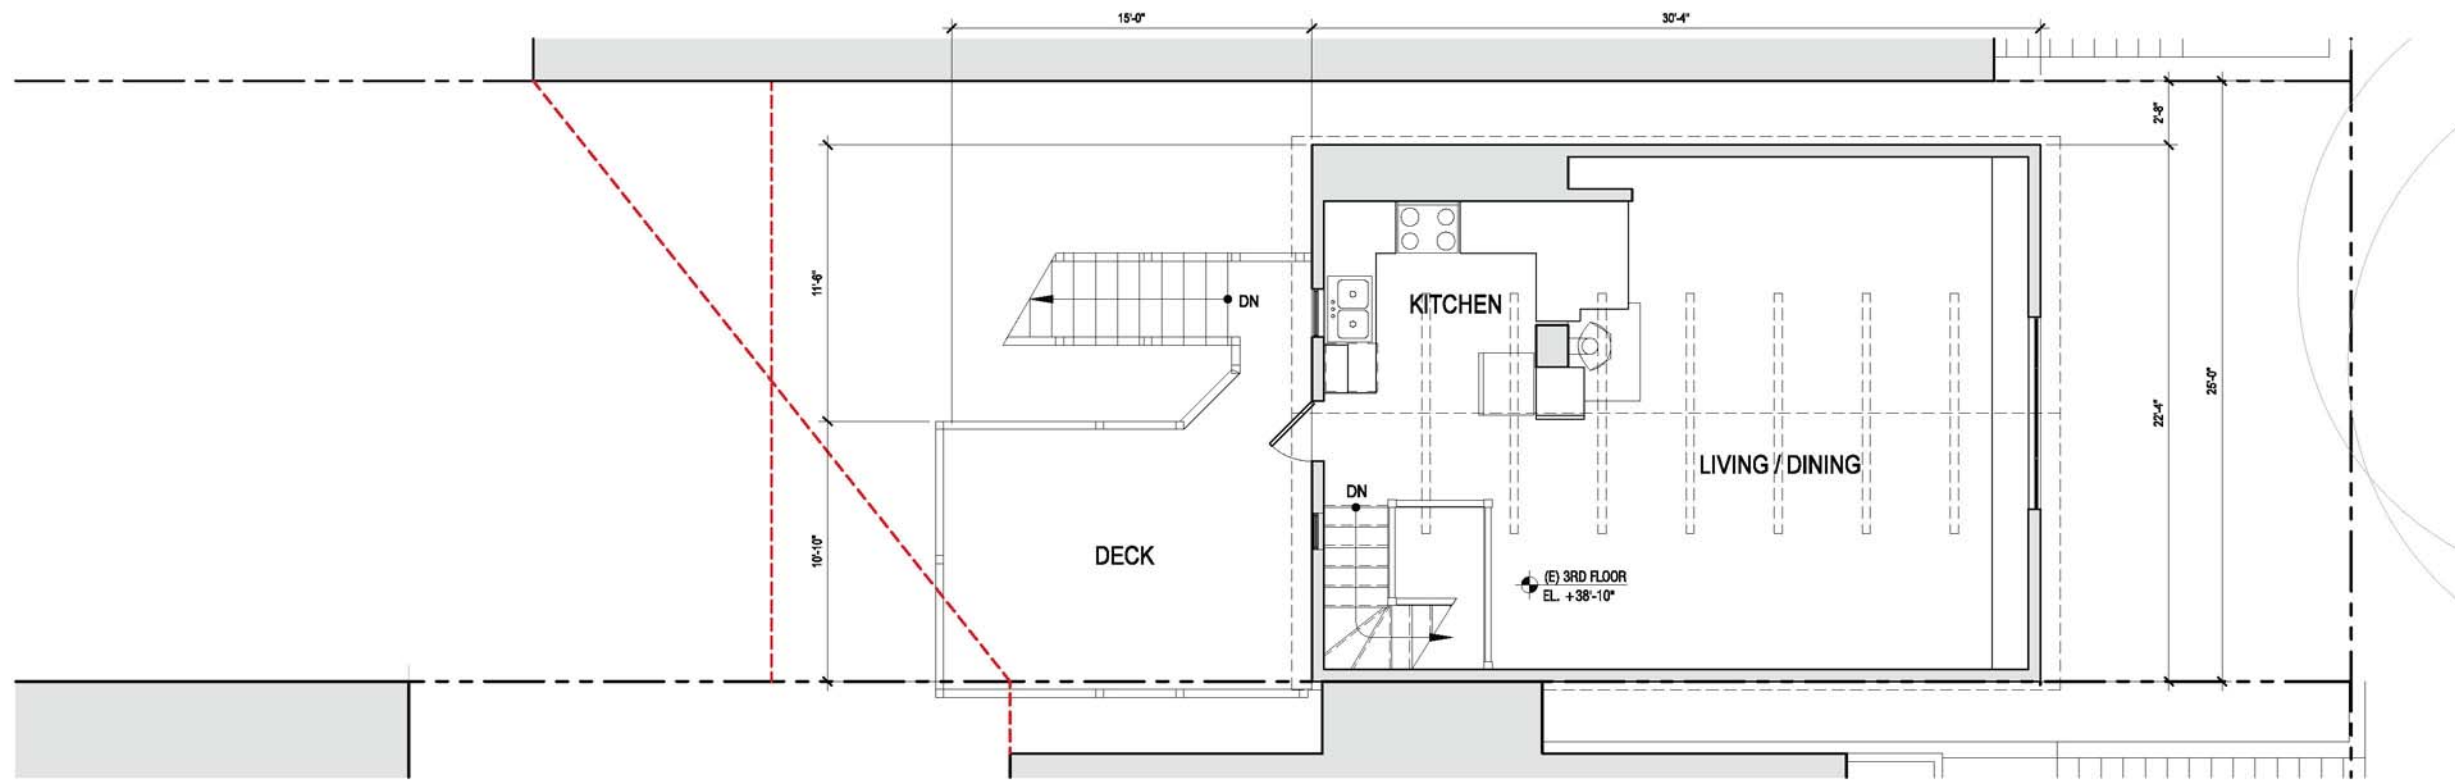 15'-0"
30'-4"
2'-8"
11'-6"
DN
KITCHEN
22'-4"
25'-0"
LIVING / DINING
DN
10'-10"
DECK
(E) 3RD FLOOR
EL. +38'-10"